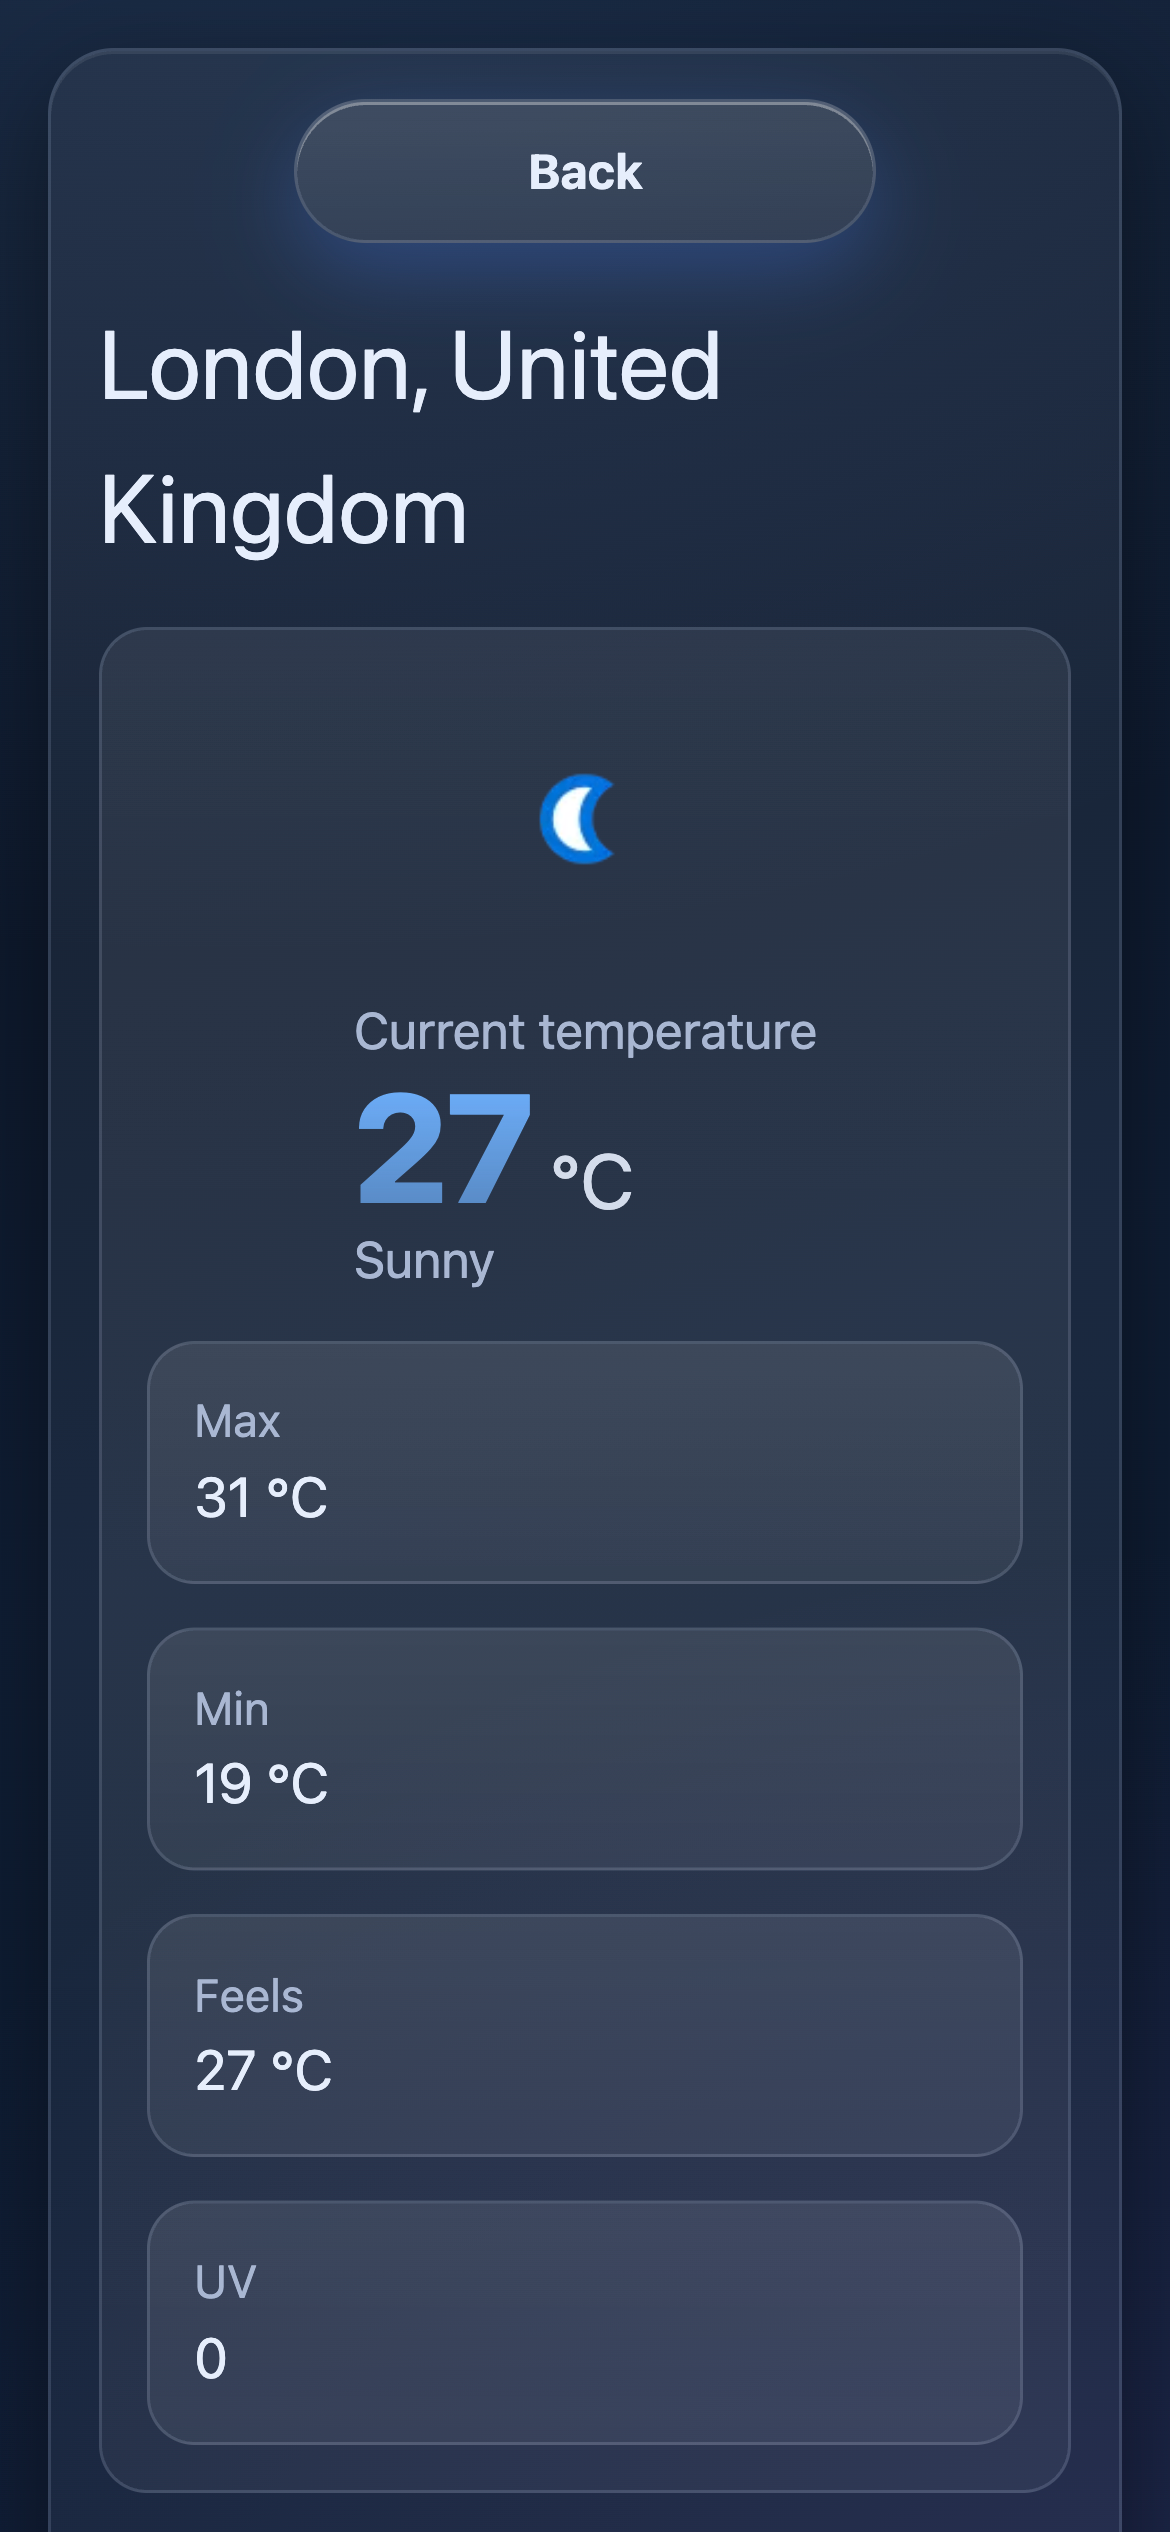 Back
London, United
Kingdom
Current temperature
27 °C
Sunny
Max
31 °C
Min
19 °C
Feels
27 °C
UV
0